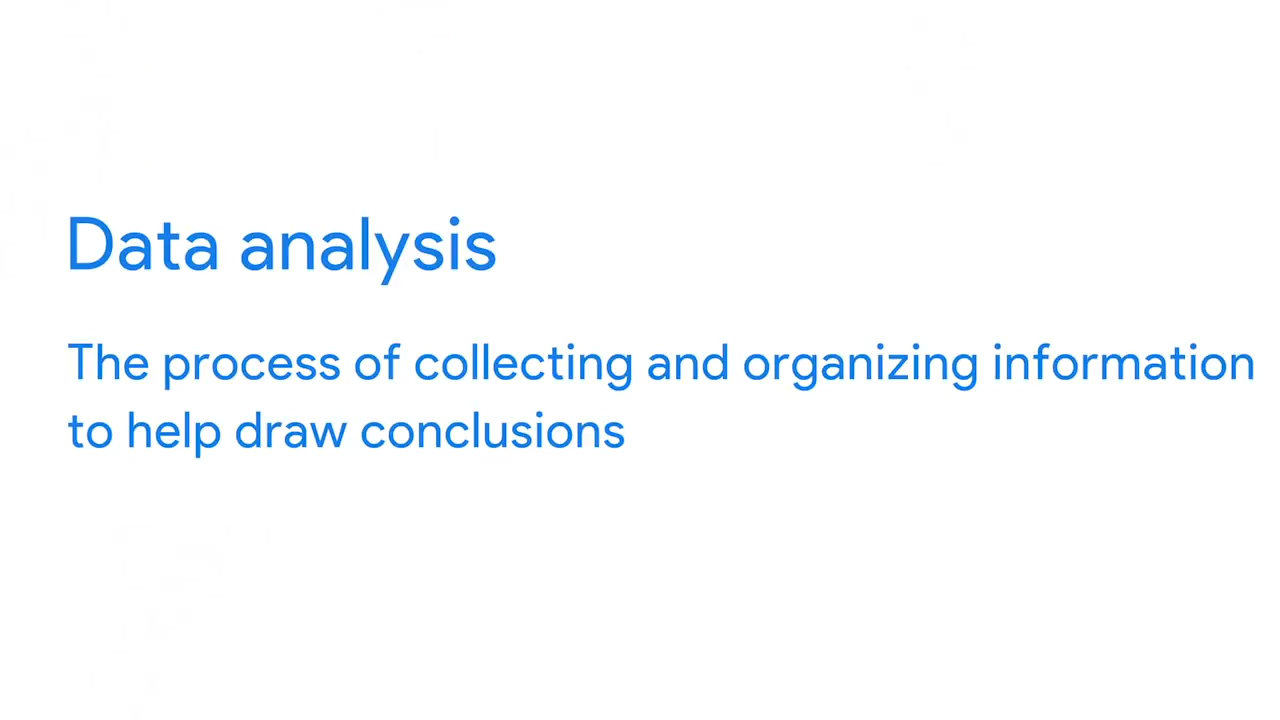 Data analysis
The process of collecting and organizing information
to help draw conclusions